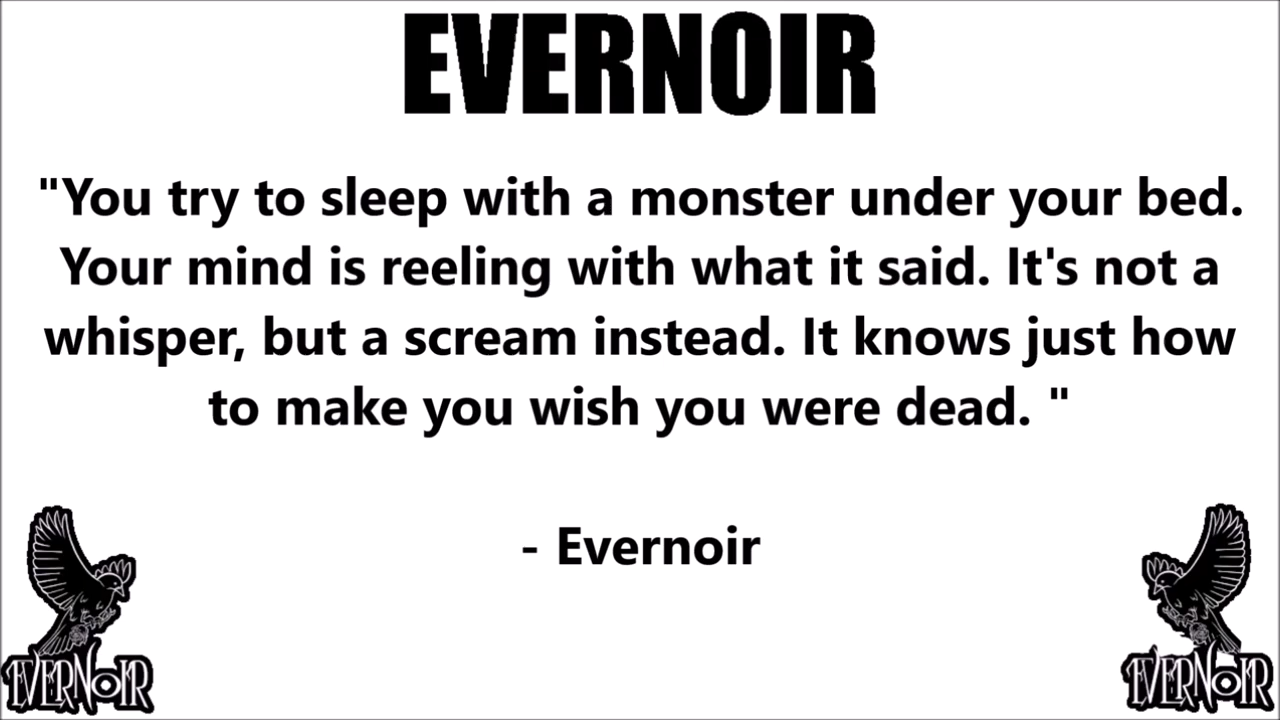 EVERNOIR
"You try to sleep with a monster under your bed.
Your mind is reeling with what it said. It's not a
whisper, but a scream instead. It knows just how
to make you wish you were dead. "
- Evernoir
EVERNOIR
EVERNOIR